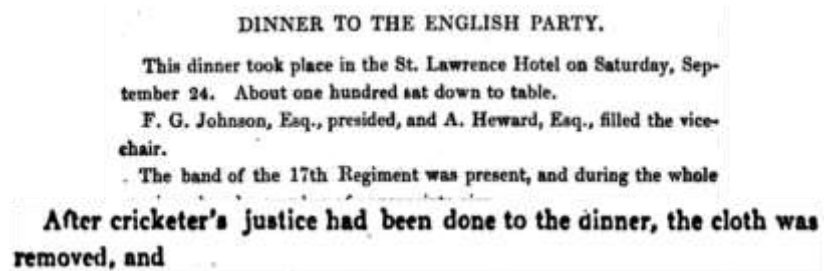 DINNER TO THE ENGLISH PARTY.
This dinner took place in the St. Lawrence Hotel on Saturday, Sep-
tember 24. About one hundred sat down to table.
F. G. Johnson, Esq., presided, and A. Heward, Esq., filled the vice-
chair.
The band of the 17th Regiment was present, and during the whole
After cricketer's justice had been done to the dinner, the cloth was
removed, and